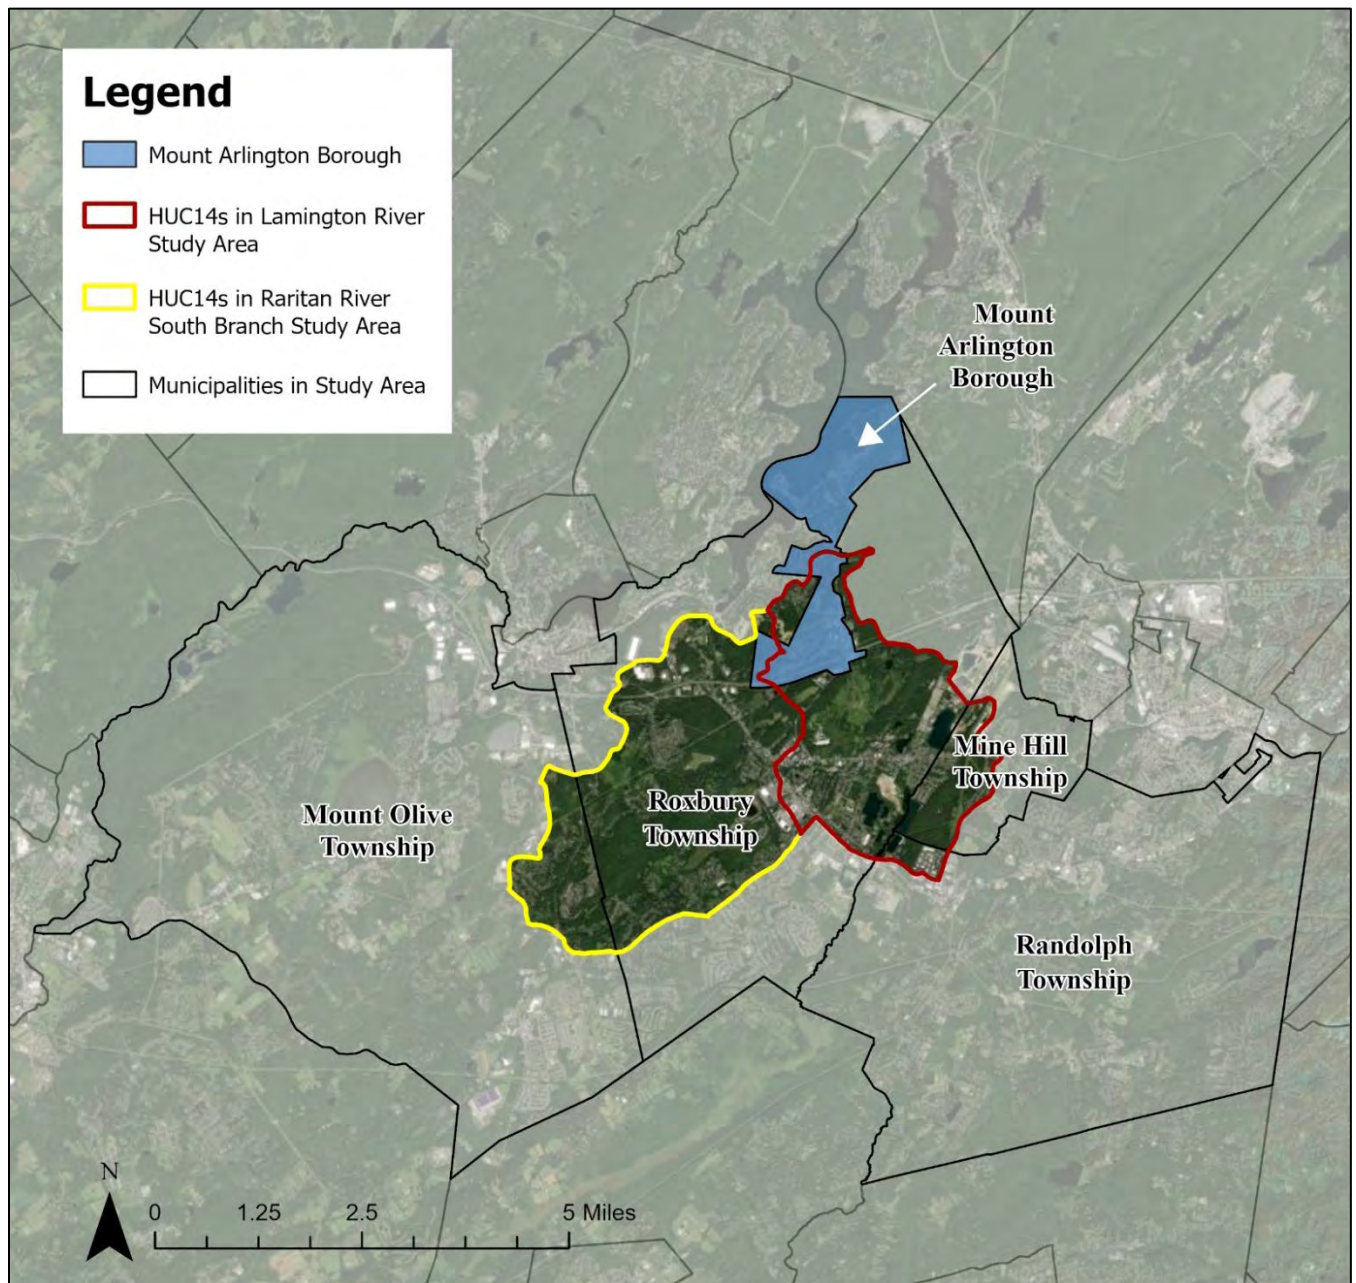 Legend
Mount Arlington Borough
HUC14s in Lamington River
Study Area
HUC14s in Raritan River
South Branch Study Area
Municipalities in Study Area
Mount
Arlington
Borough
Mine Hill
Township
Mount Olive
Township
Roxbury
Township
Randolph
Township
N
0 1.25 2.5 5 Miles